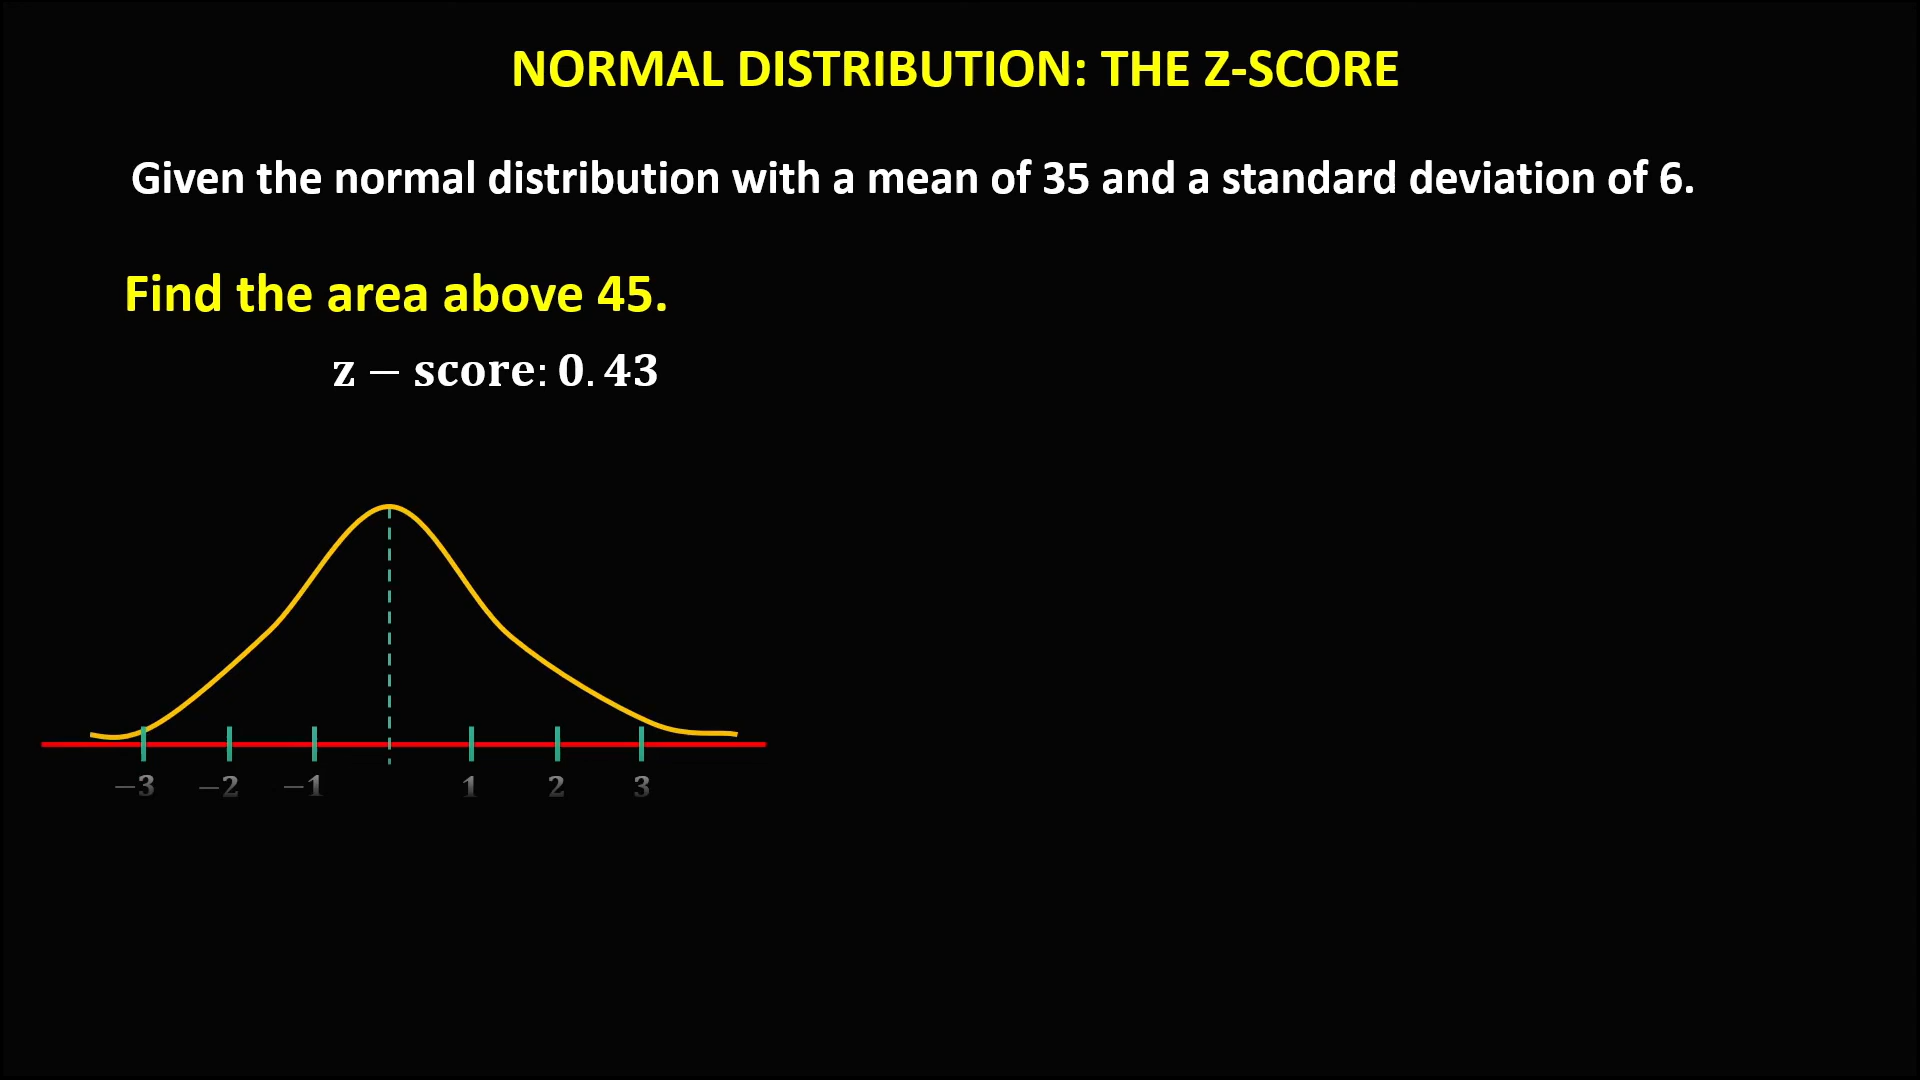 NORMAL DISTRIBUTION: THE Z-SCORE
Given the normal distribution with a mean of 35 and a standard deviation of 6.
Find the area above 45.
z − score: 0.43
−3 −2 −1 1 2 3